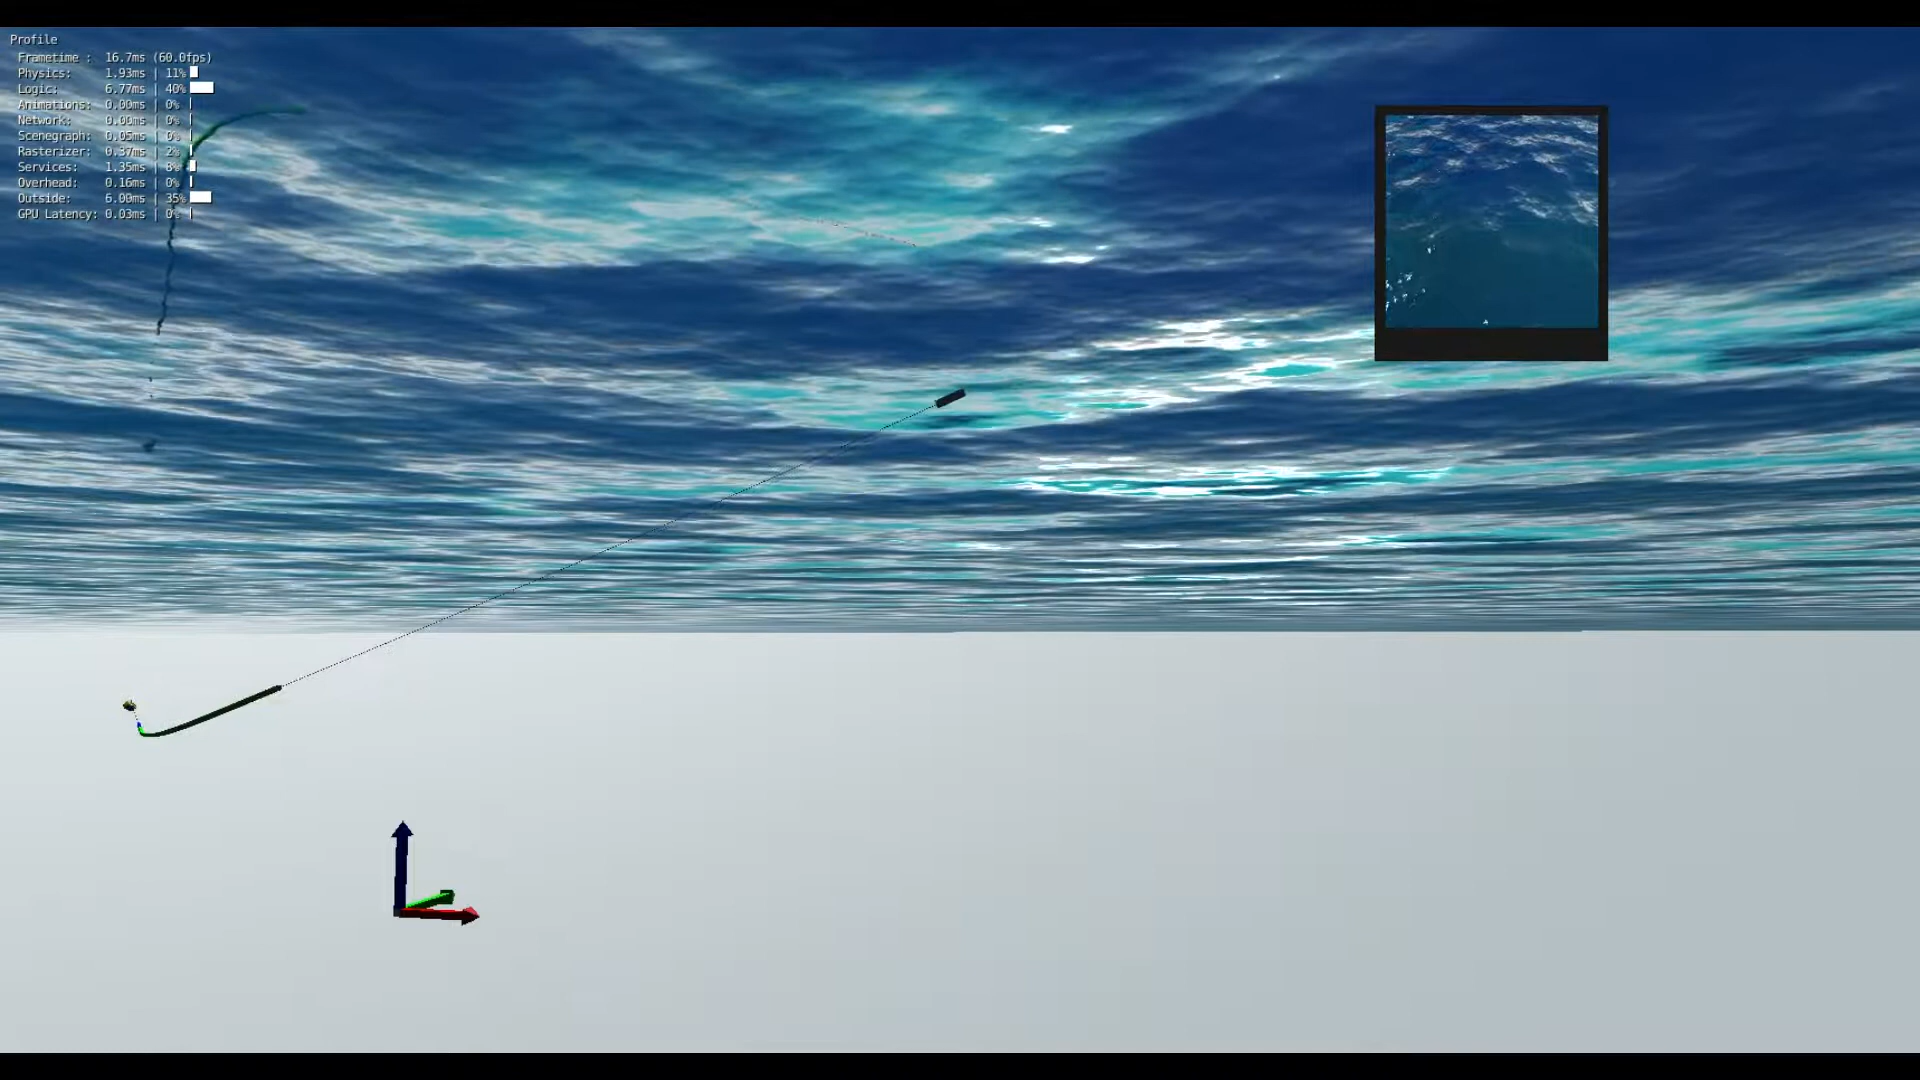 Profile
Frametime : 16.7ms (60.0fps)
Physics: 1.93ms | 11%
Logic: 6.77ms | 40%
Animations: 0.00ms | 0%
Network: 0.00ms | 0%
Scenegraph: 0.05ms | 0%
Rasterizer: 0.37ms | 2%
Services: 1.35ms | 8%
Overhead: 0.16ms | 0%
Outside: 6.00ms | 35%
GPU Latency: 0.03ms | 0%